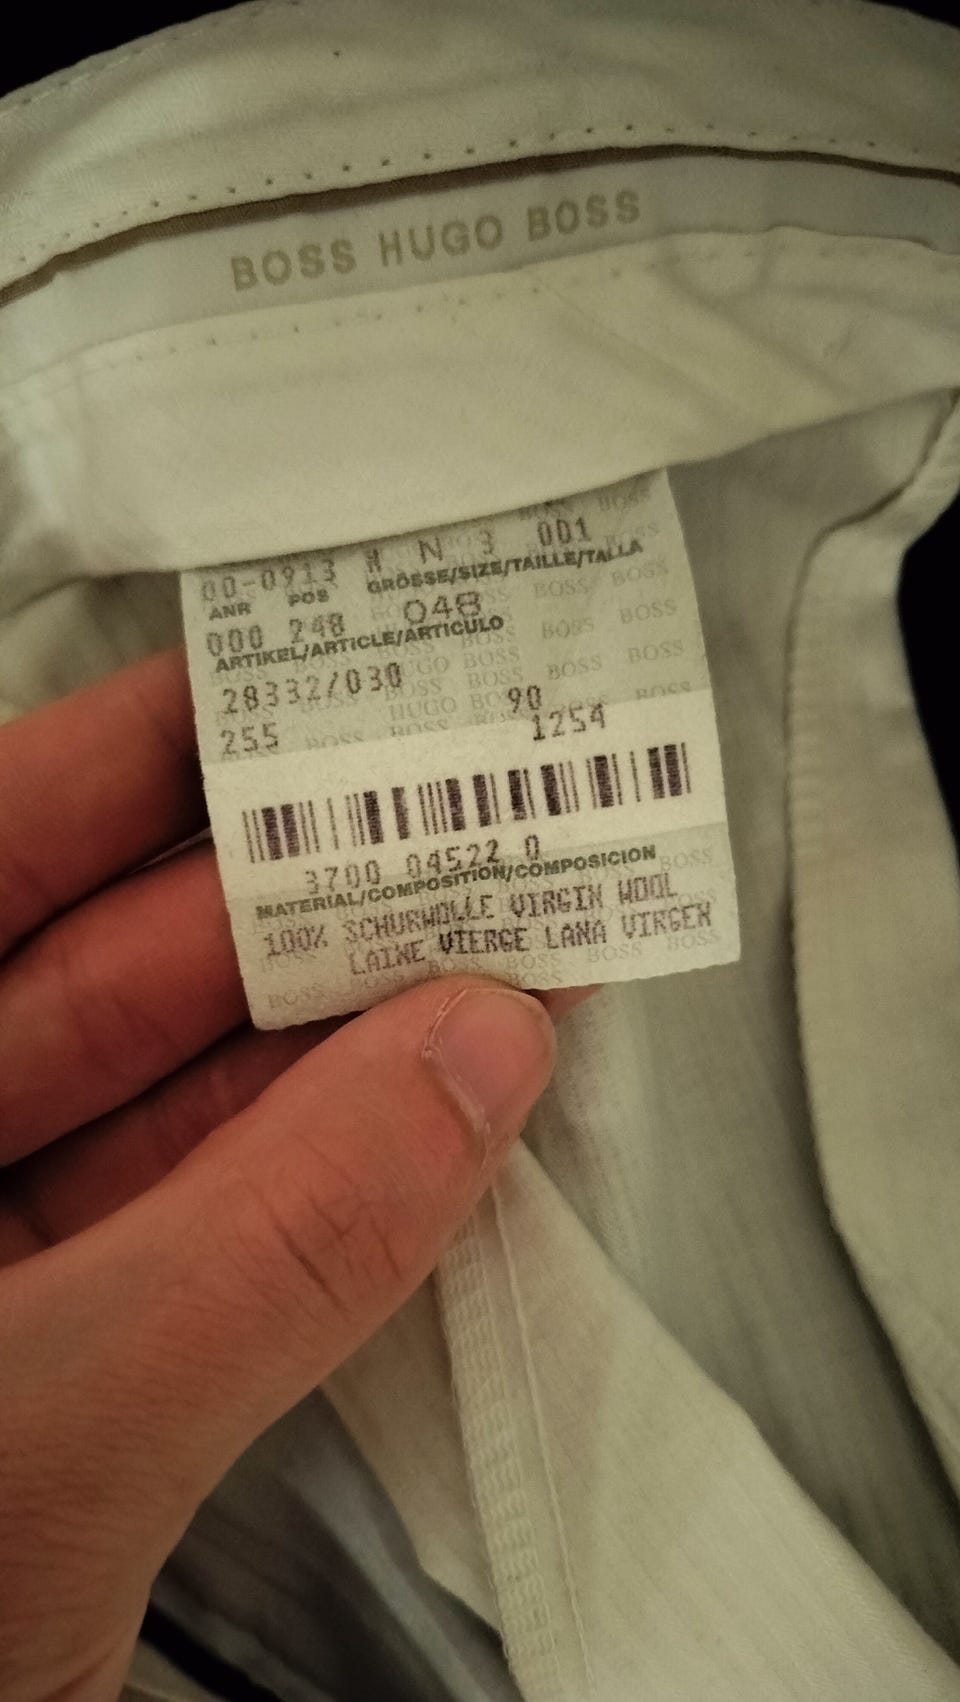 BOSS HUGO BOSS
00-0913 H N 3 001
ANR POS GRÖSSE/SIZE/TAILLE/TALLA
000 248 048
ARTIKEL/ARTICLE/ARTICULO
28332/030
90
255 1254
3700 04522 0
MATERIAL/COMPOSITION/COMPOSICION
100% SCHURWOLLE VIRGIN WOOL
LAINE VIERGE LANA VIRGEN